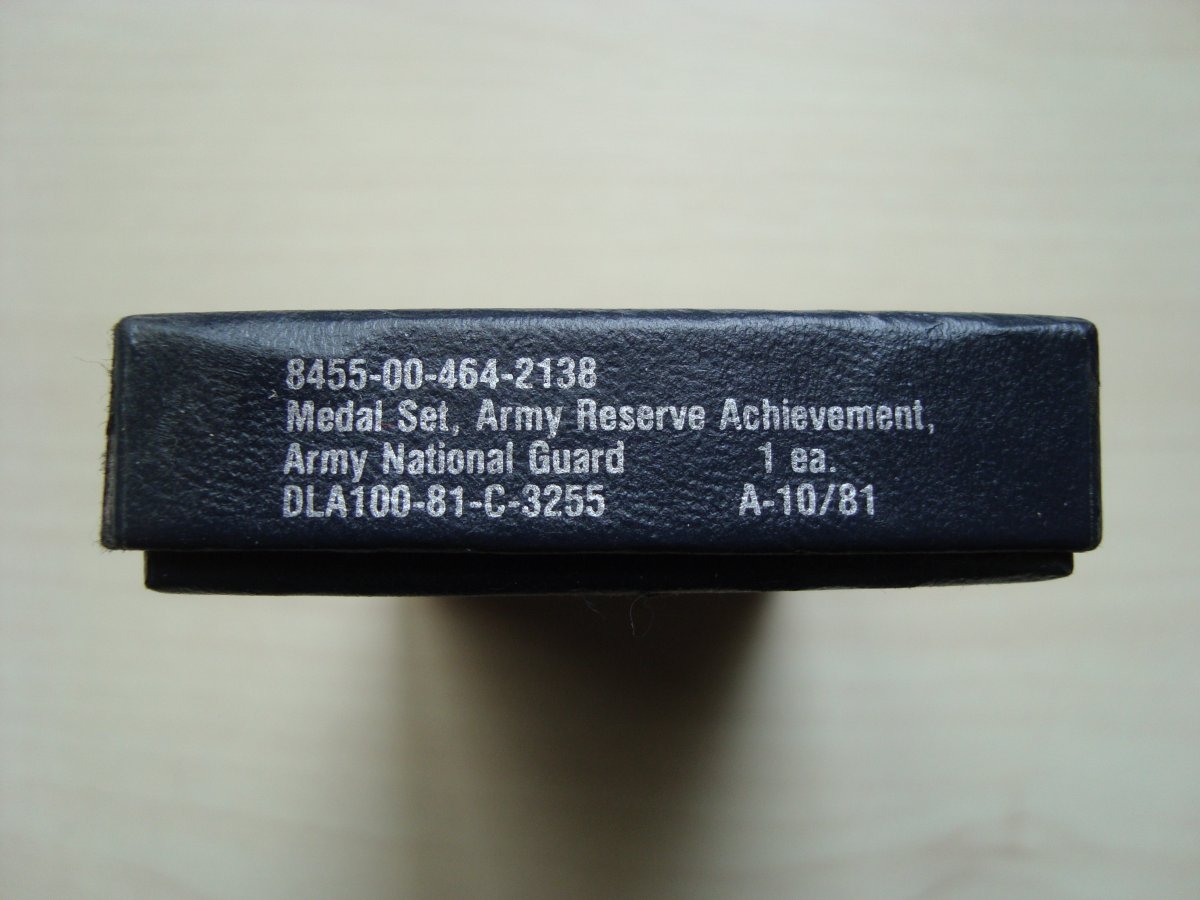 8455-00-464-2138
Medal Set, Army Reserve Achievement,
Army National Guard 1 ea.
DLA100-81-C-3255 A-10/81